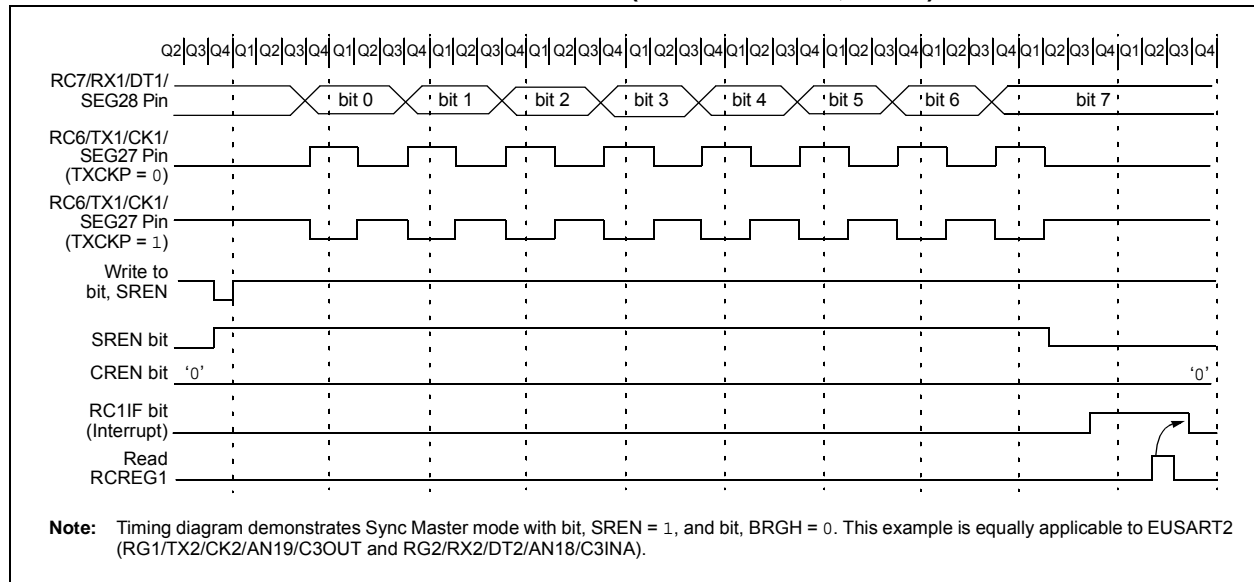 Q2 Q3 Q4 Q1 Q2 Q3 Q4 Q1 Q2 Q3 Q4 Q1 Q2 Q3 Q4 Q1 Q2 Q3 Q4 Q1 Q2 Q3 Q4 Q1 Q2 Q3 Q4 Q1 Q2 Q3 Q4 Q1 Q2 Q3 Q4 Q1 Q2 Q3 Q4
RC7/RX1/DT1/
SEG28 Pin
bit 0 bit 1 bit 2 bit 3 bit 4 bit 5 bit 6 bit 7
RC6/TX1/CK1/
SEG27 Pin
(TXCKP = 0)
RC6/TX1/CK1/
SEG27 Pin
(TXCKP = 1)
Write to
bit, SREN
SREN bit
CREN bit ‘0’ ‘0’
RC1IF bit
(Interrupt)
Read
RCREG1
Note: Timing diagram demonstrates Sync Master mode with bit, SREN = 1, and bit, BRGH = 0. This example is equally applicable to EUSART2
(RG1/TX2/CK2/AN19/C3OUT and RG2/RX2/DT2/AN18/C3INA).